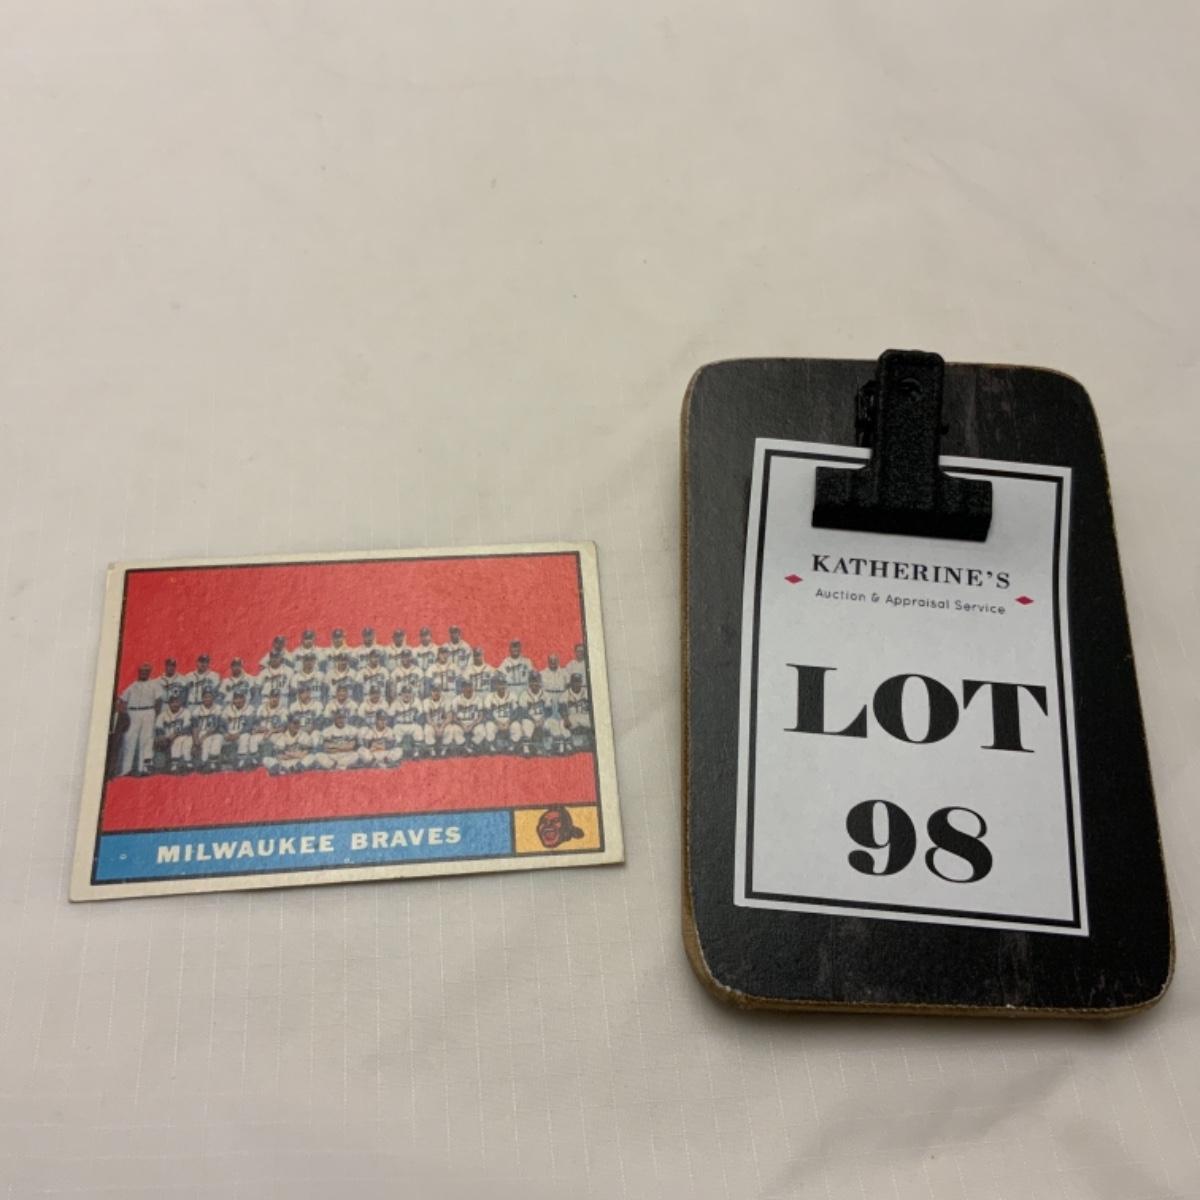 MILWAUKEE BRAVES
KATHERINE'S
Auction & Appraisal Service
LOT
98